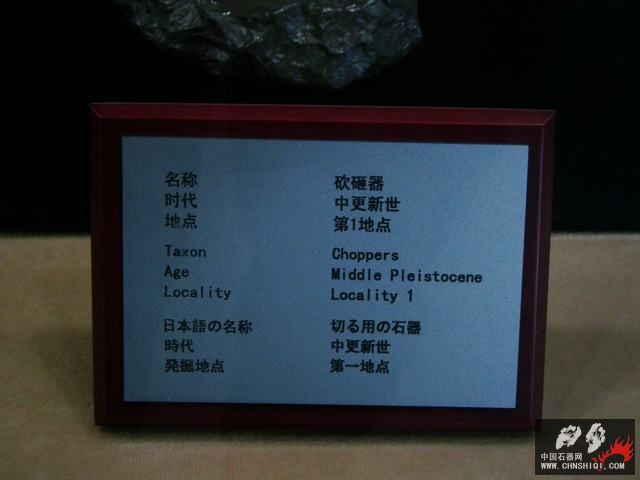 名称 砍砸器
时代 中更新世
地点 第1地点
Taxon Choppers
Age Middle Pleistocene
Locality Locality 1
日本語の名称 切る用の石器
時代 中更新世
発掘地点 第一地点
中国石器网
WWW.CHNSHIQI.COM